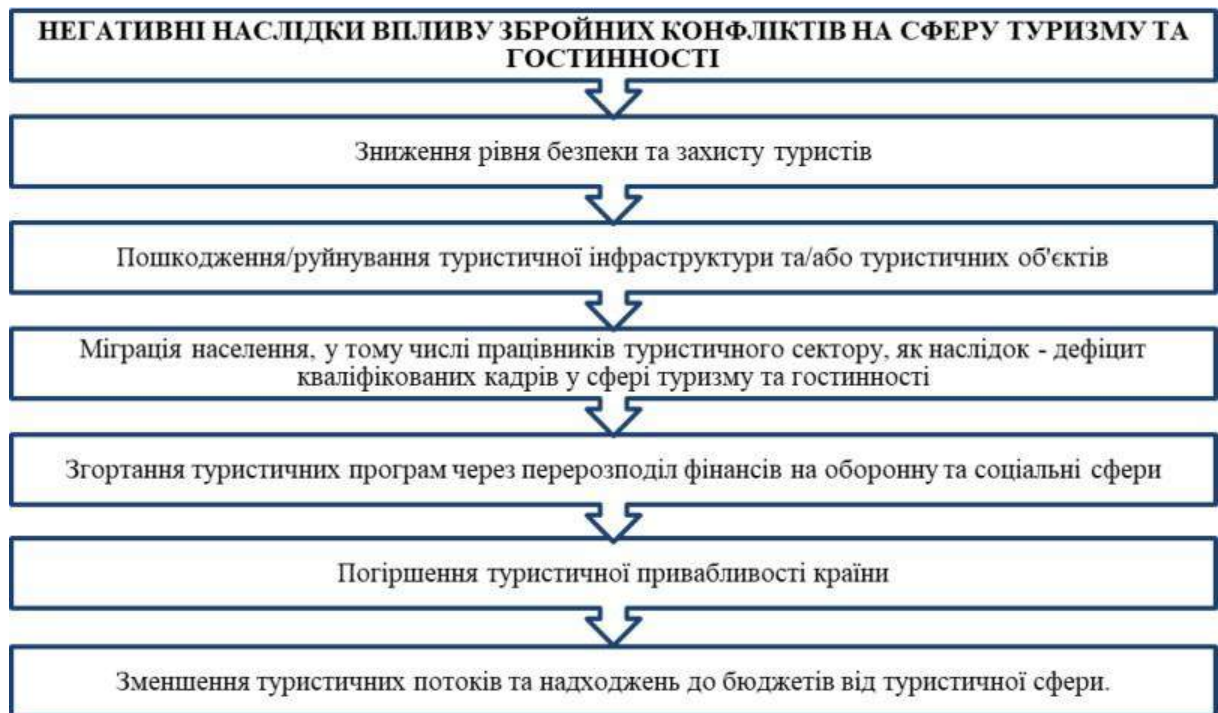 НЕГАТИВНІ НАСЛІДКИ ВПЛИВУ ЗБРОЙНИХ КОНФЛІКТІВ НА СФЕРУ ТУРИЗМУ ТА
ГОСТИННОСТІ
Зниження рівня безпеки та захисту туристів
Пошкодження/руйнування туристичної інфраструктури та/або туристичних об'єктів
Міграція населення, у тому числі працівників туристичного сектору, як наслідок - дефіцит
кваліфікованих кадрів у сфері туризму та гостинності
Згортання туристичних програм через перерозподіл фінансів на оборонну та соціальні сфери
Погіршення туристичної привабливості країни
Зменшення туристичних потоків та надходжень до бюджетів від туристичної сфери.